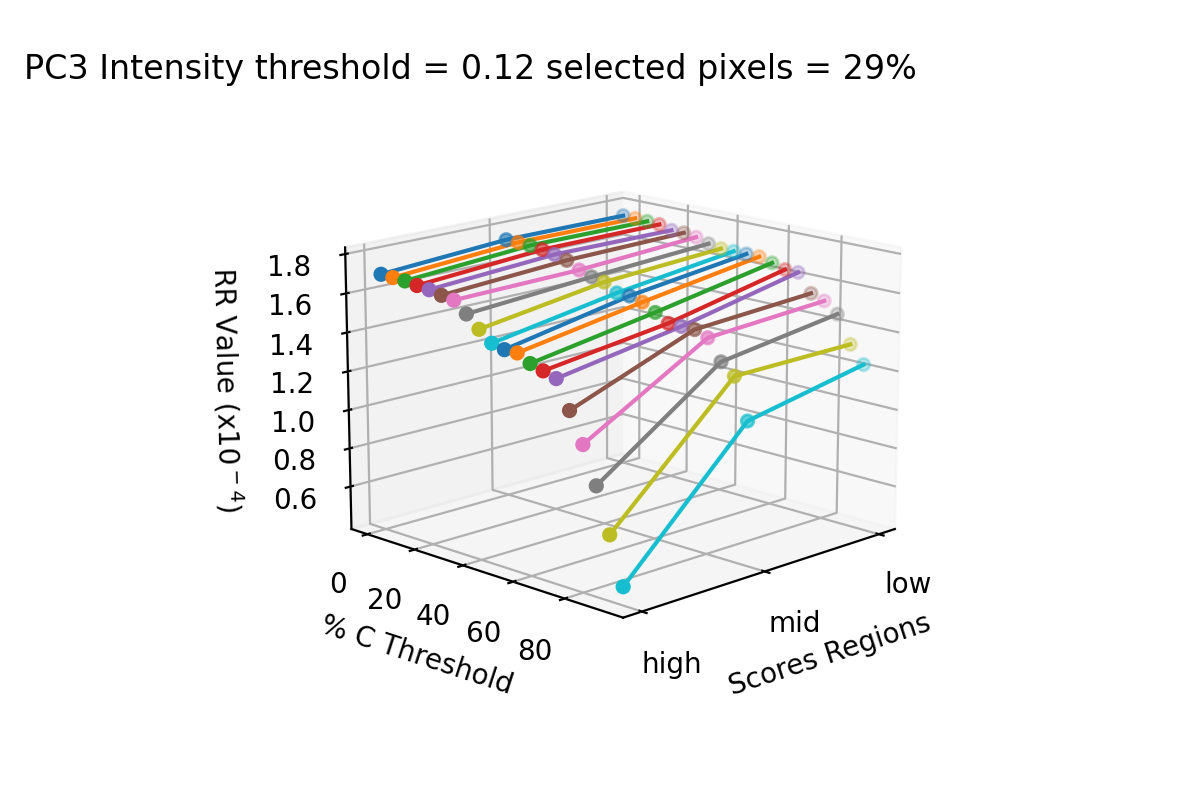 PC3 Intensity threshold = 0.12 selected pixels = 29%
1.8
1.6
1.4
1.2
1.0
0.8
0.6
RR Value (x10⁻⁴)
0
20
40
60
80
% C Threshold
high
mid
low
Scores Regions